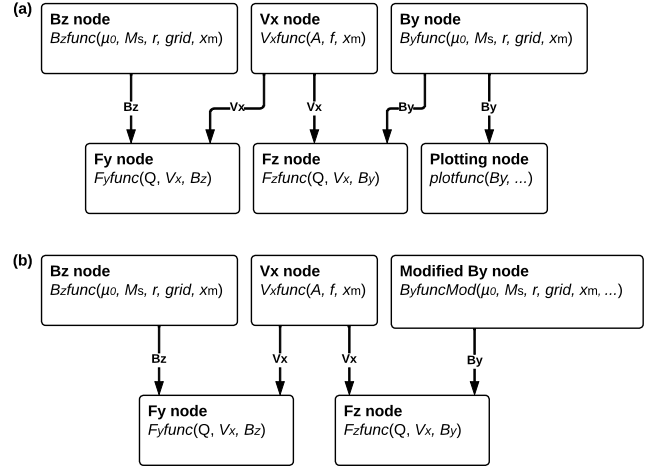 (a)
Bz node
Bzfunc(μ0, Ms, r, grid, xm)
Vx node
Vxfunc(A, f, xm)
By node
Byfunc(μ0, Ms, r, grid, xm)
Bz
Vx
Vx
By
By
Fy node
Fyfunc(Q, Vx, Bz)
Fz node
Fzfunc(Q, Vx, By)
Plotting node
plotfunc(By, ...)
(b)
Bz node
Bzfunc(μ0, Ms, r, grid, xm)
Vx node
Vxfunc(A, f, xm)
Modified By node
ByfuncMod(μ0, Ms, r, grid, xm, ...)
Bz
Vx
Vx
By
Fy node
Fyfunc(Q, Vx, Bz)
Fz node
Fzfunc(Q, Vx, By)